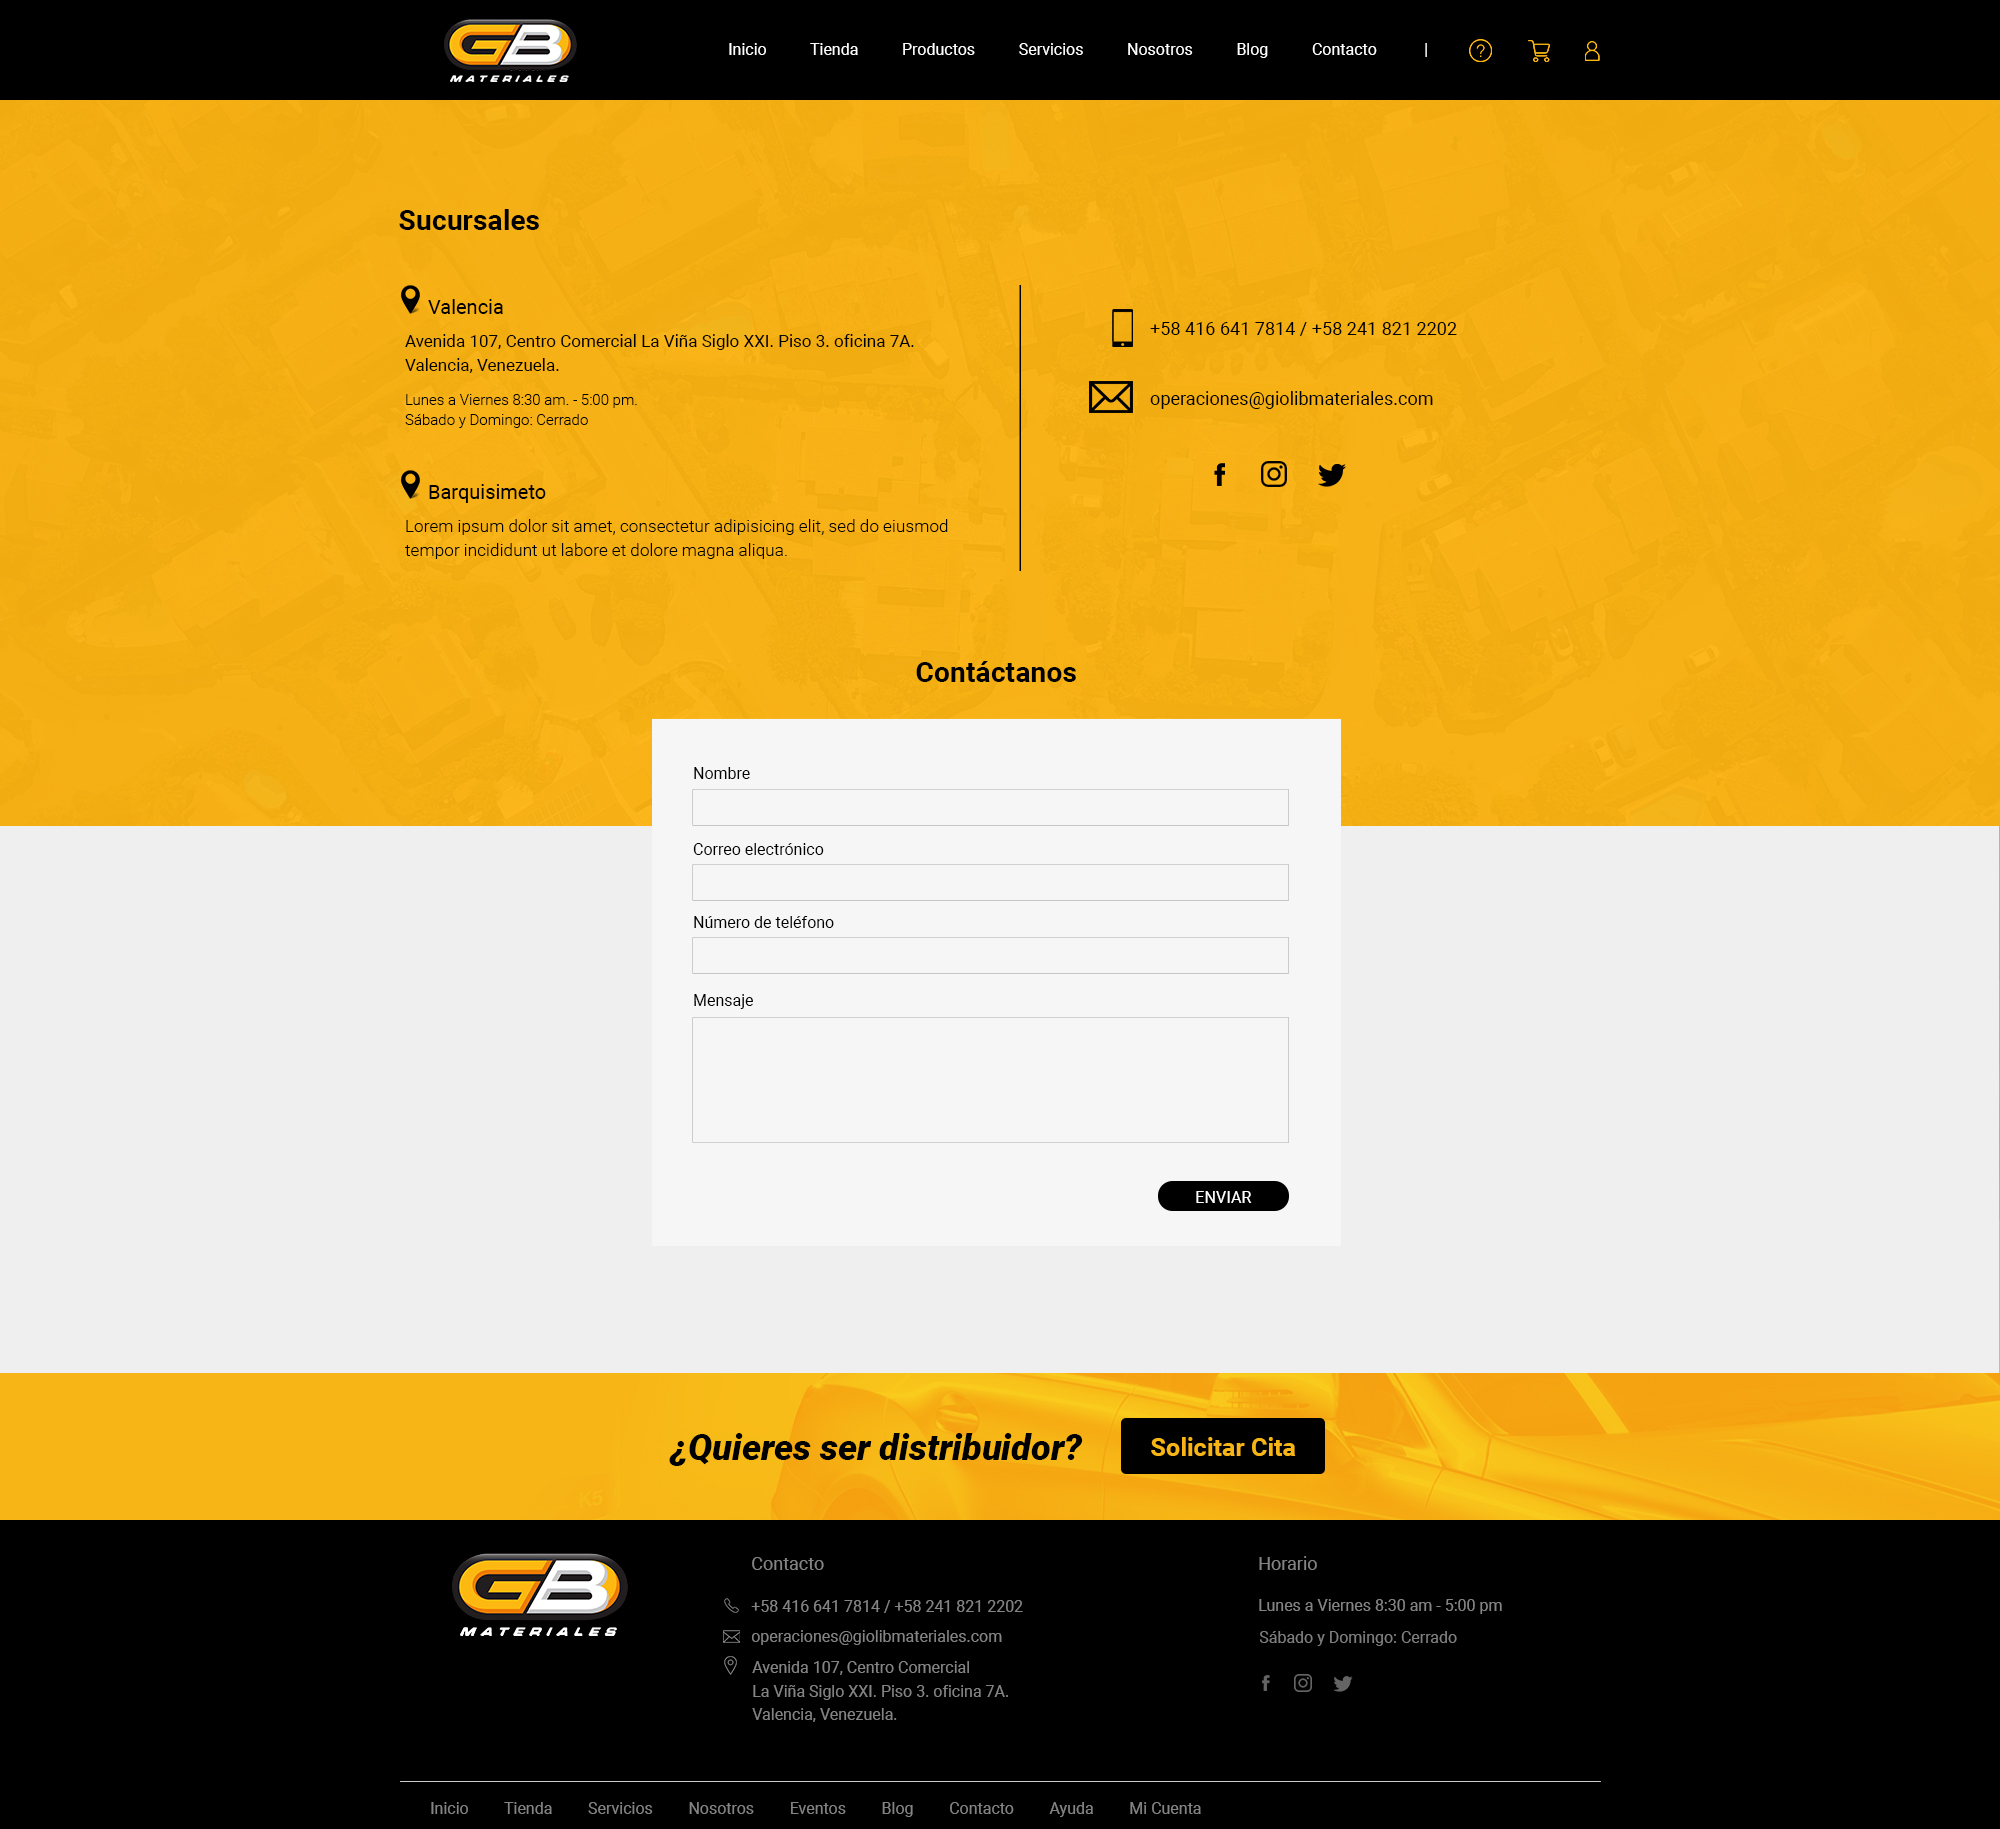 GB
MATERIALES
Inicio Tienda Productos Servicios Nosotros Blog Contacto |
Sucursales
Valencia
Avenida 107, Centro Comercial La Viña Siglo XXI. Piso 3. oficina 7A.
Valencia, Venezuela.
Lunes a Viernes 8:30 am. - 5:00 pm.
Sábado y Domingo: Cerrado
Barquisimeto
Lorem ipsum dolor sit amet, consectetur adipisicing elit, sed do eiusmod
tempor incididunt ut labore et dolore magna aliqua.
+58 416 641 7814 / +58 241 821 2202
operaciones@giolibmateriales.com
Contáctanos
Nombre
Correo electrónico
Número de teléfono
Mensaje
ENVIAR
¿Quieres ser distribuidor?
Solicitar Cita
K5
GB
MATERIALES
Contacto
+58 416 641 7814 / +58 241 821 2202
operaciones@giolibmateriales.com
Avenida 107, Centro Comercial
La Viña Siglo XXI. Piso 3. oficina 7A.
Valencia, Venezuela.
Horario
Lunes a Viernes 8:30 am - 5:00 pm
Sábado y Domingo: Cerrado
Inicio Tienda Servicios Nosotros Eventos Blog Contacto Ayuda Mi Cuenta